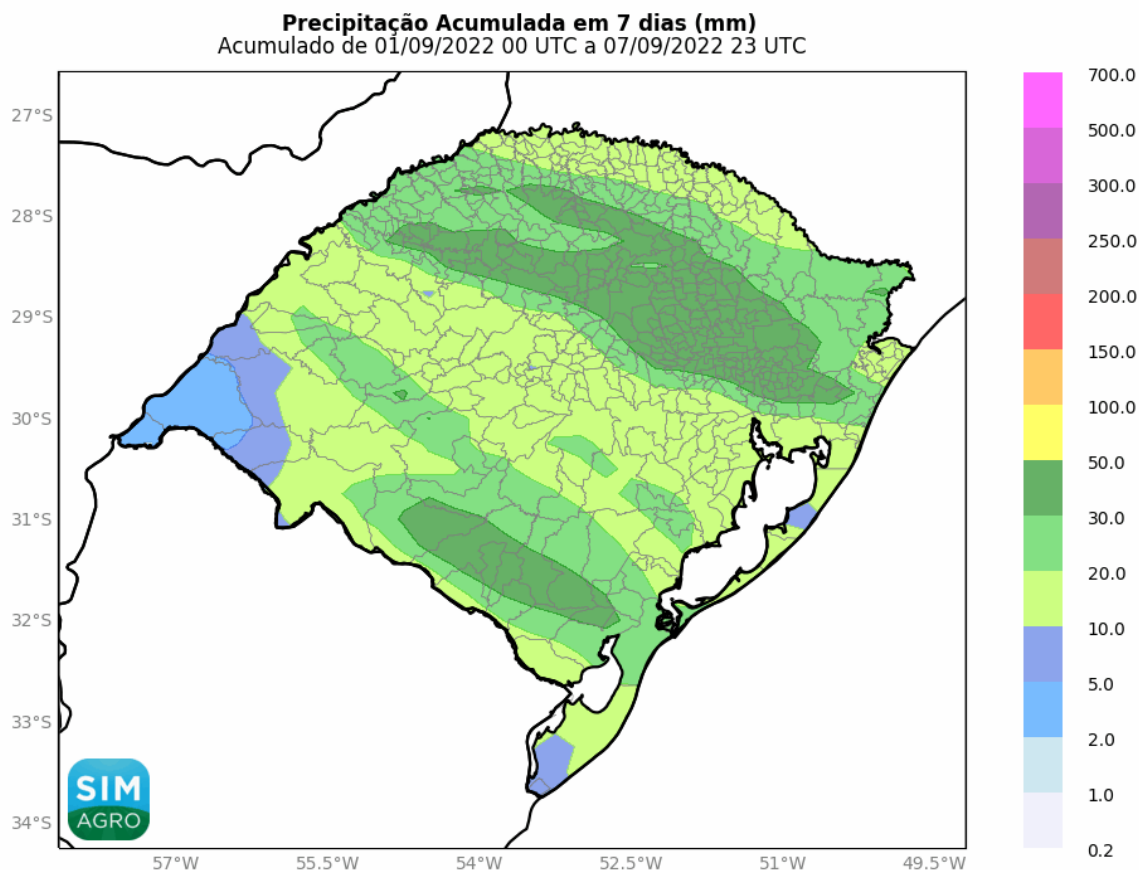 Precipitação Acumulada em 7 dias (mm)
Acumulado de 01/09/2022 00 UTC a 07/09/2022 23 UTC
27°S
28°S
29°S
30°S
31°S
32°S
33°S
34°S
57°W
55.5°W
54°W
52.5°W
51°W
49.5°W
700.0
500.0
300.0
250.0
200.0
150.0
100.0
50.0
30.0
20.0
10.0
5.0
2.0
1.0
0.2
SIM
AGRO